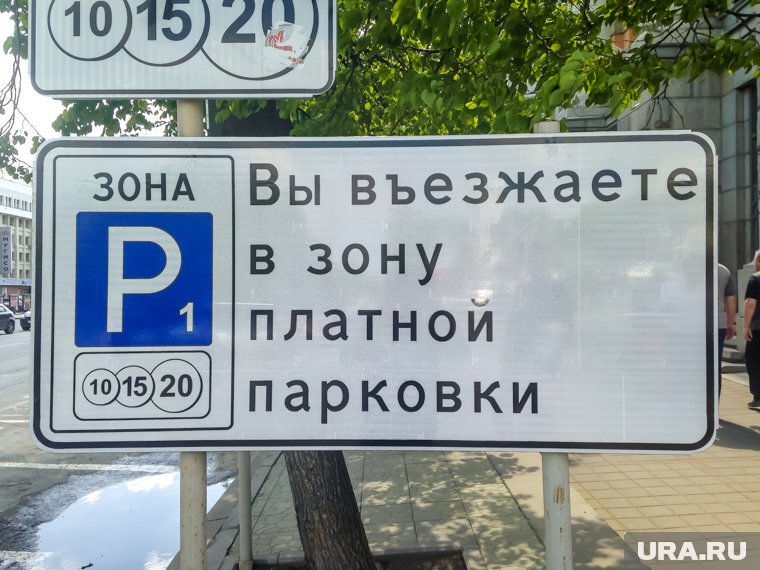 10 15 20
ЗОНА
P 1
10 15 20
Вы въезжаете
в зону
платной
парковки
URA.RU